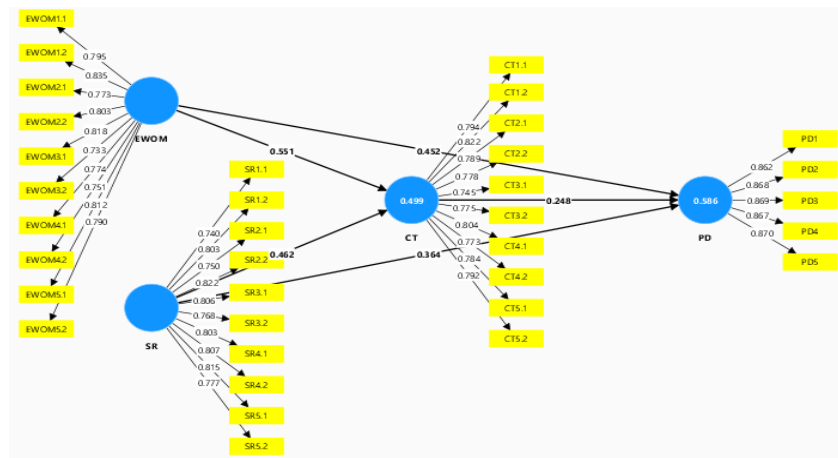 EWOM1.1
EWOM1.2
EWOM2.1
EWOM2.2
EWOM3.1
EWOM3.2
EWOM4.1
EWOM4.2
EWOM5.1
EWOM5.2
0.795
0.835
0.773
0.803
0.818
0.733
0.774
0.751
0.812
0.790
EWOM
0.551
0.452
SR1.1
SR1.2
SR2.1
SR2.2
SR3.1
SR3.2
SR4.1
SR4.2
SR5.1
SR5.2
0.740
0.803
0.750
0.822
0.806
0.768
0.803
0.807
0.815
0.777
SR
0.462
0.364
CT1.1
CT1.2
CT2.1
CT2.2
CT3.1
CT3.2
CT4.1
CT4.2
CT5.1
CT5.2
0.794
0.822
0.789
0.778
0.745
0.775
0.804
0.773
0.784
0.792
0.499
CT
0.248
0.586
PD
0.862
0.868
0.869
0.867
0.870
PD1
PD2
PD3
PD4
PD5